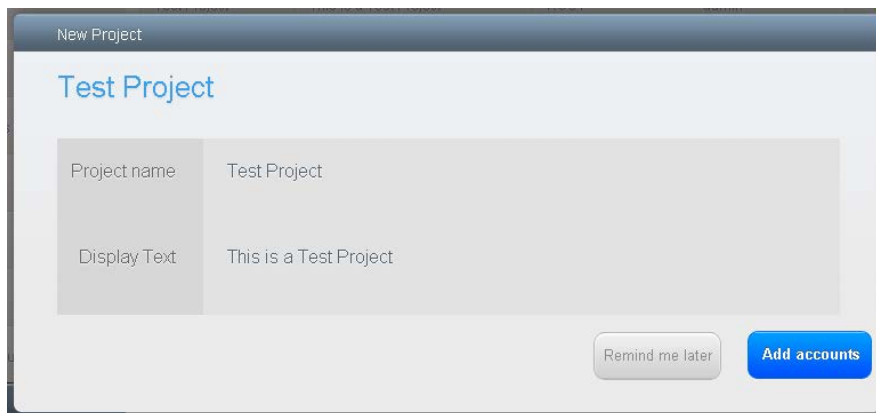 New Project
Test Project
Project name Test Project
Display Text This is a Test Project
Remind me later Add accounts